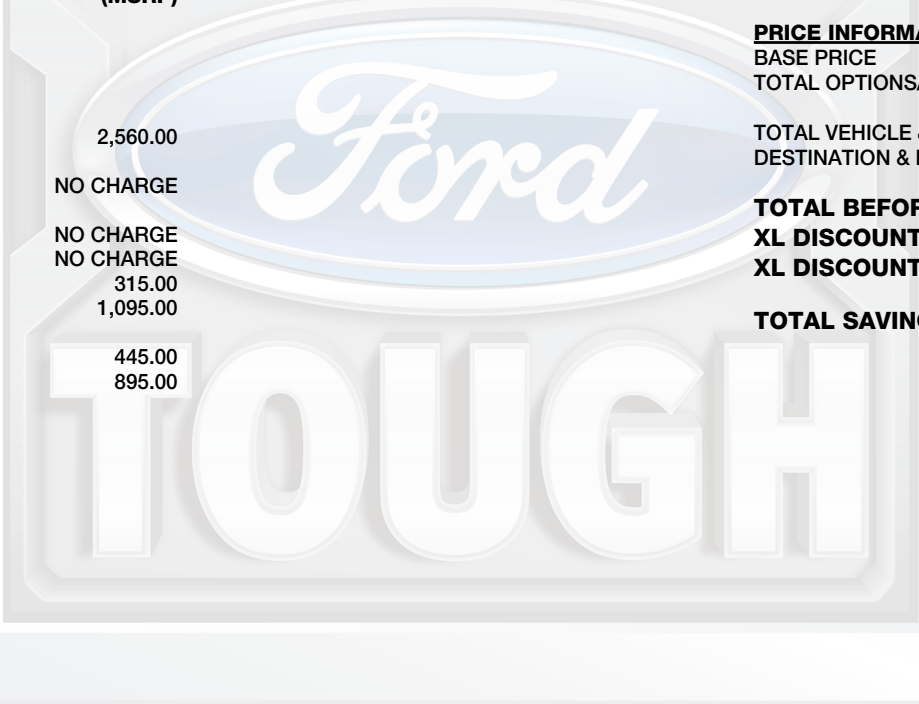 (MSRP)
2,560.00
NO CHARGE
NO CHARGE
NO CHARGE
315.00
1,095.00
445.00
895.00
PRICE INFORMA
BASE PRICE
TOTAL OPTIONS
TOTAL VEHICLE &
DESTINATION &
TOTAL BEFOR
XL DISCOUNT
XL DISCOUNT
TOTAL SAVIN
Ford
TOUGH